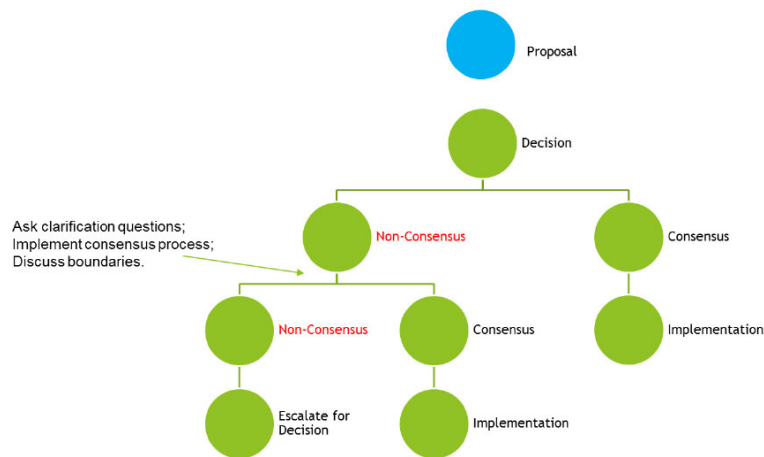 Proposal
Decision
Non-Consensus
Consensus
Ask clarification questions;
Implement consensus process;
Discuss boundaries.
Non-Consensus
Consensus
Implementation
Escalate for
Decision
Implementation